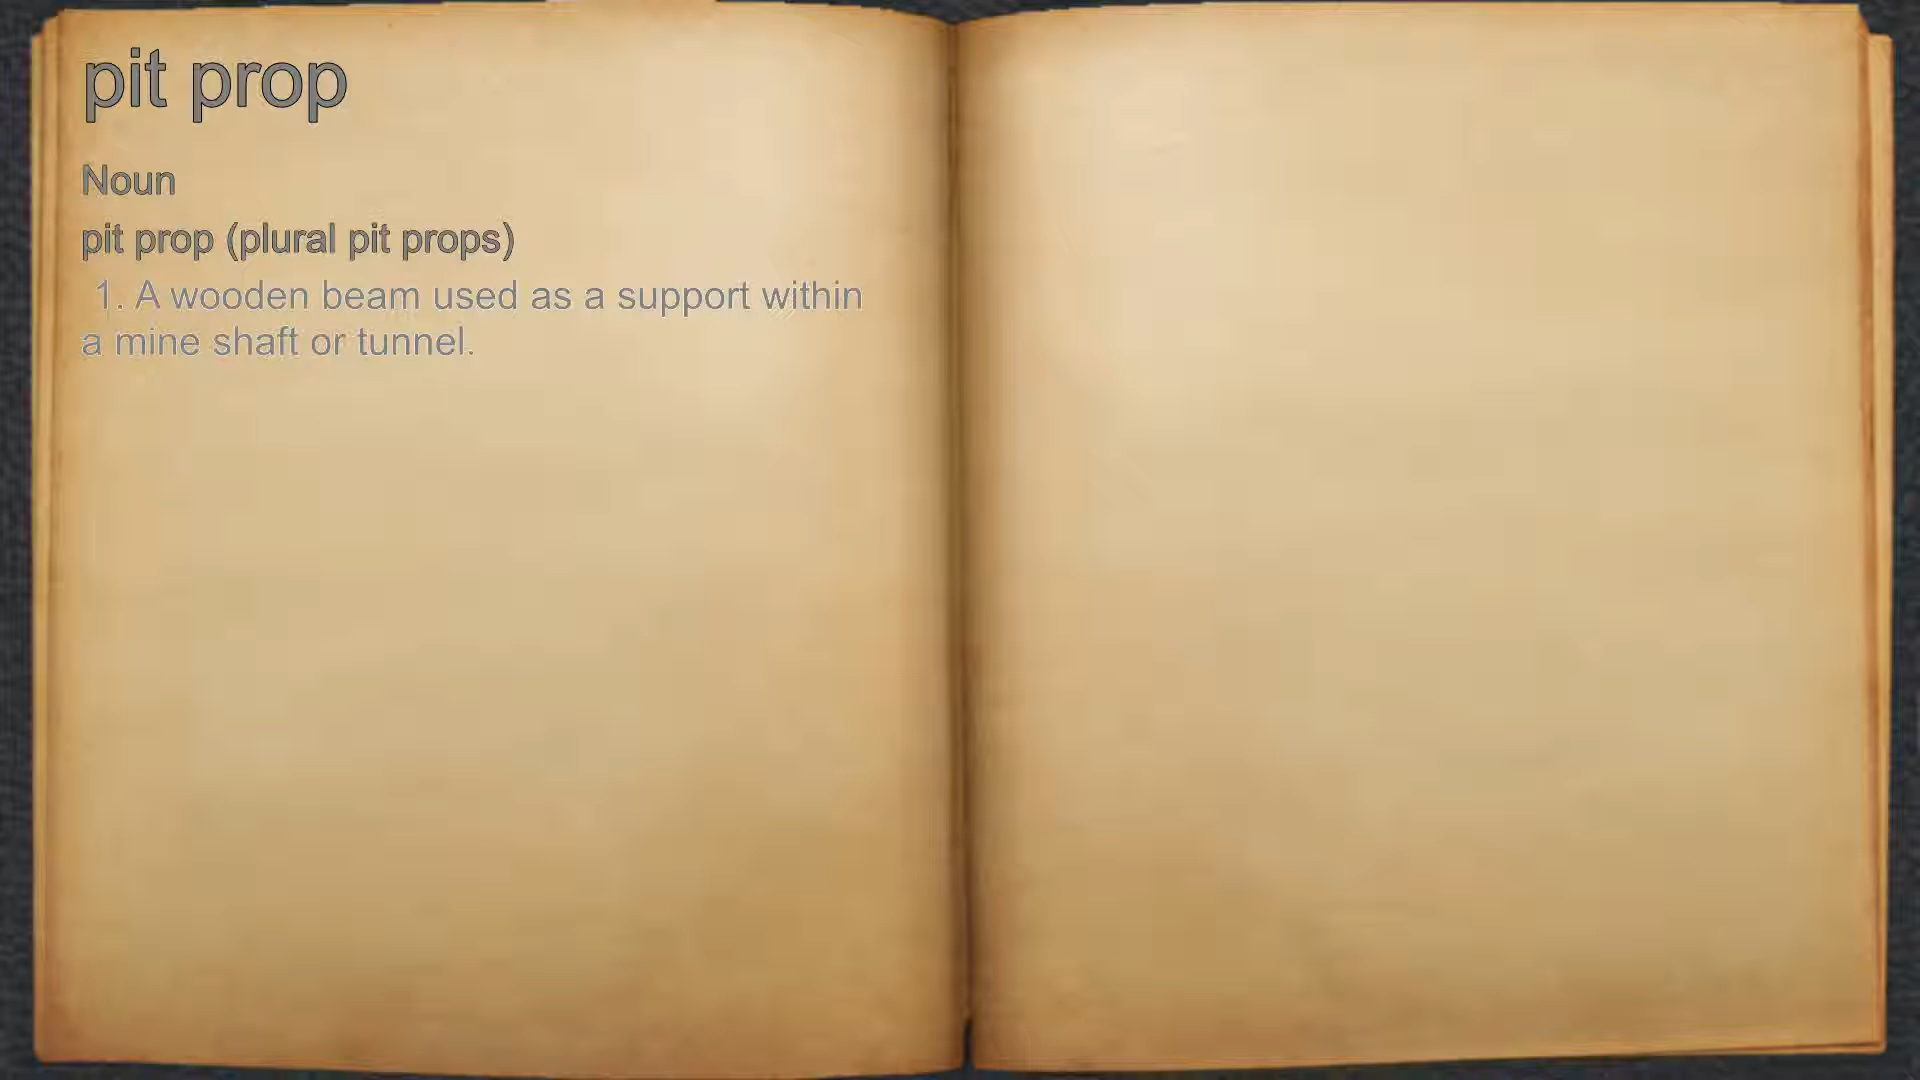 pit prop
Noun
pit prop (plural pit props)
1. A wooden beam used as a support within
a mine shaft or tunnel.